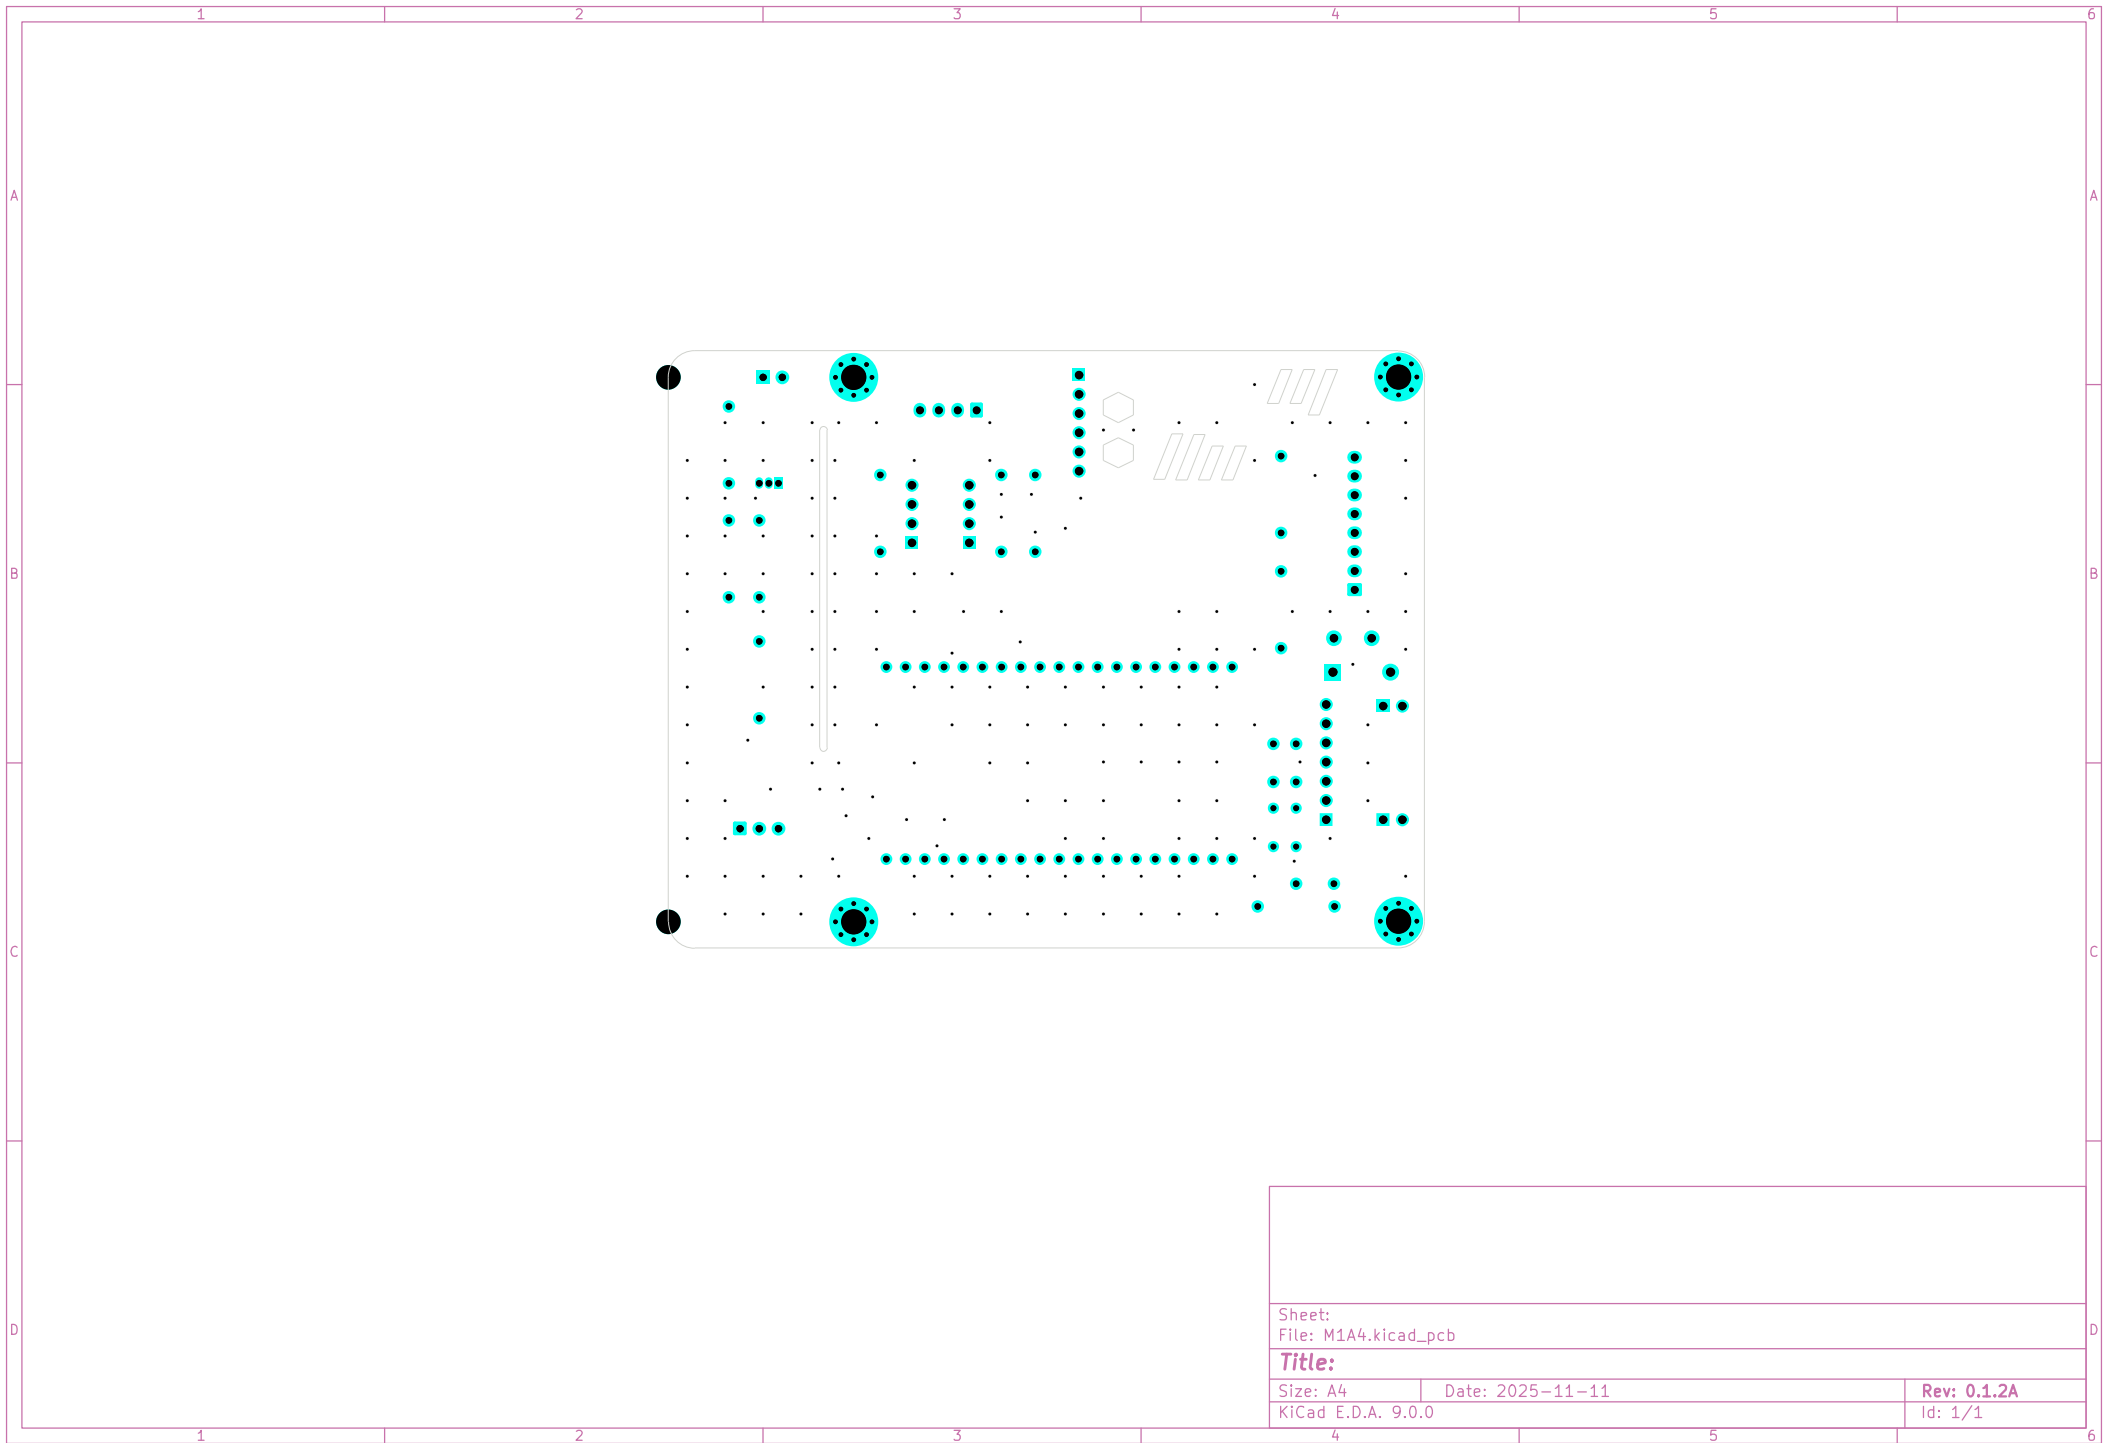 1 2 3 4 5 6
A A
B B
C C
D D
Sheet:
File: M1A4.kicad_pcb
Title:
Size: A4 Date: 2025-11-11 Rev: 0.1.2A
KiCad E.D.A. 9.0.0 Id: 1/1
1 2 3 4 5 6